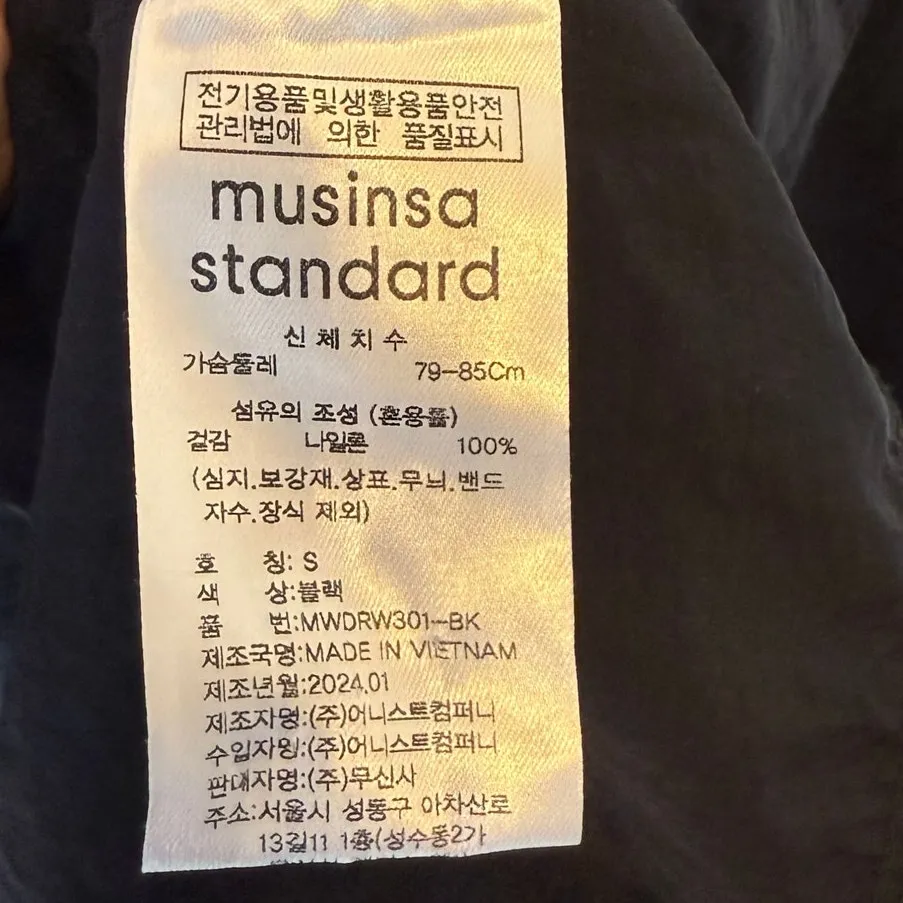 전기용품및생활용품안전
관리법에 의한 품질표시
musinsa
standard
신체치수
가슴둘레 79-85Cm
섬유의 조성 (혼용률)
겉감 나일론 100%
(심지.보강재.상표.무늬.밴드
자수.장식 제외)
호 칭: S
색 상:블랙
품 번:MWDRW301-BK
제조국명:MADE IN VIETNAM
제조년월:2024.01
제조자명:(주)어니스트컴퍼니
수입자명:(주)어니스트컴퍼니
판매자명:(주)무신사
주소:서울시 성동구 아차산로
13길11 1층(성수동2가